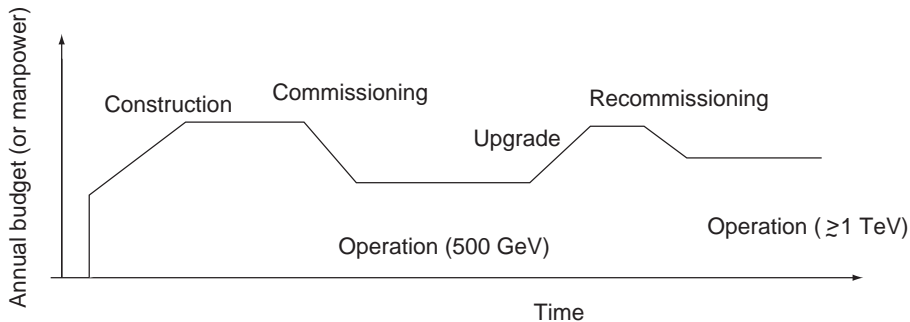 Annual budget (or manpower)
Construction
Commissioning
Upgrade
Recommissioning
Operation (500 GeV)
Operation ( ≳1 TeV)
Time